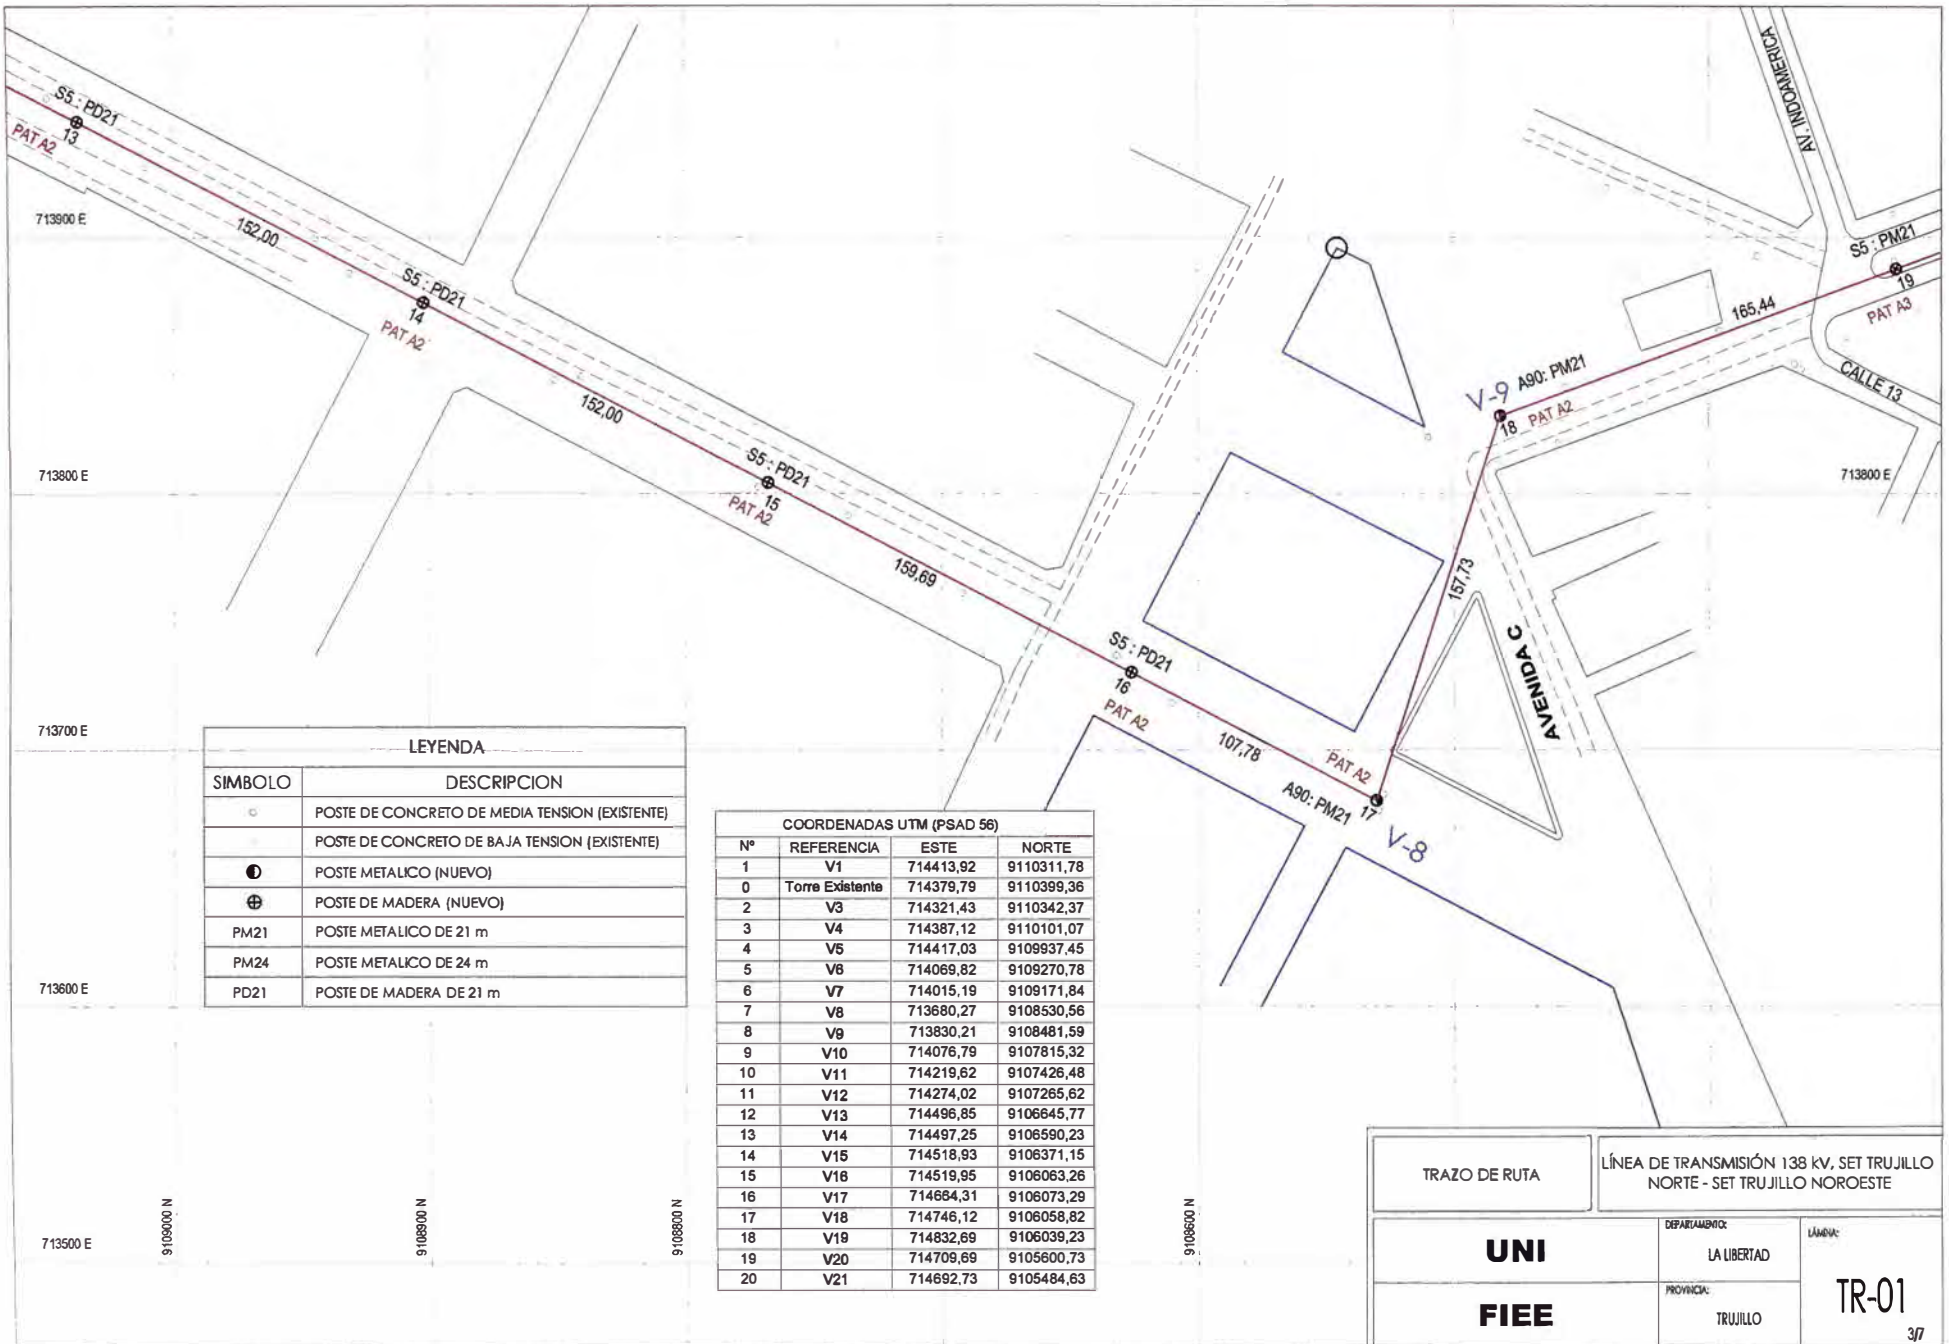 AV. INDOAMERICA
S5 : PD21
13
PAT A2
713900 E
152,00
S5 : PD21
14
PAT A2
S5 : PM21
19
PAT A3
165,44
CALLE 13
V-9
A90: PM21
18
PAT A2
152,00
713800 E
S5 : PD21
15
PAT A2
713800 E
159,69
157,73
AVENIDA C
S5 : PD21
16
PAT A2
107,78
PAT A2
A90: PM21
17
V-8
713700 E
LEYENDA
SIMBOLO DESCRIPCION
POSTE DE CONCRETO DE MEDIA TENSION (EXISTENTE)
POSTE DE CONCRETO DE BAJA TENSION (EXISTENTE)
POSTE METALICO (NUEVO)
POSTE DE MADERA (NUEVO)
PM21 POSTE METALICO DE 21 m
PM24 POSTE METALICO DE 24 m
PD21 POSTE DE MADERA DE 21 m
713600 E
COORDENADAS UTM (PSAD 56)
Nº REFERENCIA ESTE NORTE
1 V1 714413,92 9110311,78
0 Torre Existente 714379,79 9110399,36
2 V3 714321,43 9110342,37
3 V4 714387,12 9110101,07
4 V5 714417,03 9109937,45
5 V6 714069,82 9109270,78
6 V7 714015,19 9109171,84
7 V8 713680,27 9108530,56
8 V9 713830,21 9108481,59
9 V10 714076,79 9107815,32
10 V11 714219,62 9107426,48
11 V12 714274,02 9107265,62
12 V13 714496,85 9106645,77
13 V14 714497,25 9106590,23
14 V15 714518,93 9106371,15
15 V16 714519,95 9106063,26
16 V17 714664,31 9106073,29
17 V18 714746,12 9106058,82
18 V19 714832,69 9106039,23
19 V20 714709,69 9105600,73
20 V21 714692,73 9105484,63
713500 E
9109000 N
9108900 N
9108800 N
9108600 N
TRAZO DE RUTA
LÍNEA DE TRANSMISIÓN 138 kV, SET TRUJILLO
NORTE - SET TRUJILLO NOROESTE
UNI
FIEE
DEPARTAMENTO:
LA LIBERTAD
PROVINCIA:
TRUJILLO
LÁMINA:
TR-01
3/7